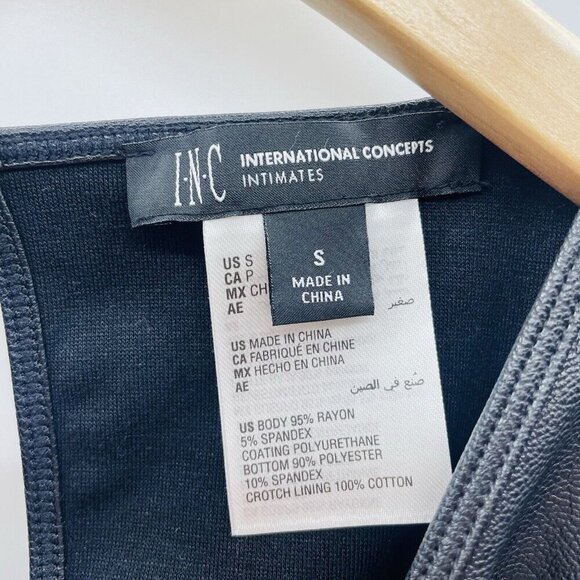 I·N·C INTERNATIONAL CONCEPTS
INTIMATES
S
MADE IN
CHINA
US S
CA P
MX CH
AE صغير
US MADE IN CHINA
CA FABRIQUÉ EN CHINE
MX HECHO EN CHINA
AE صُنع في الصين
US BODY 95% RAYON
5% SPANDEX
COATING POLYURETHANE
BOTTOM 90% POLYESTER
10% SPANDEX
CROTCH LINING 100% COTTON